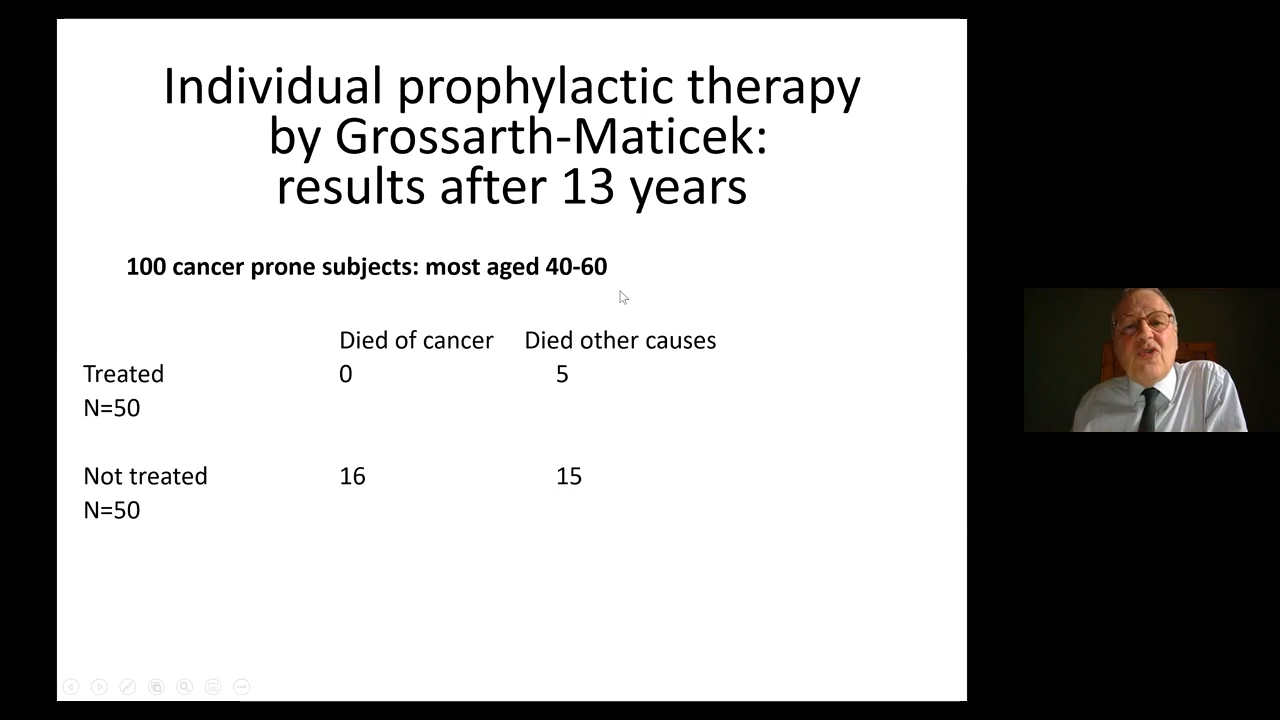 Individual prophylactic therapy
by Grossarth-Maticek:
results after 13 years
100 cancer prone subjects: most aged 40-60
Died of cancer Died other causes
Treated 0 5
N=50
Not treated 16 15
N=50